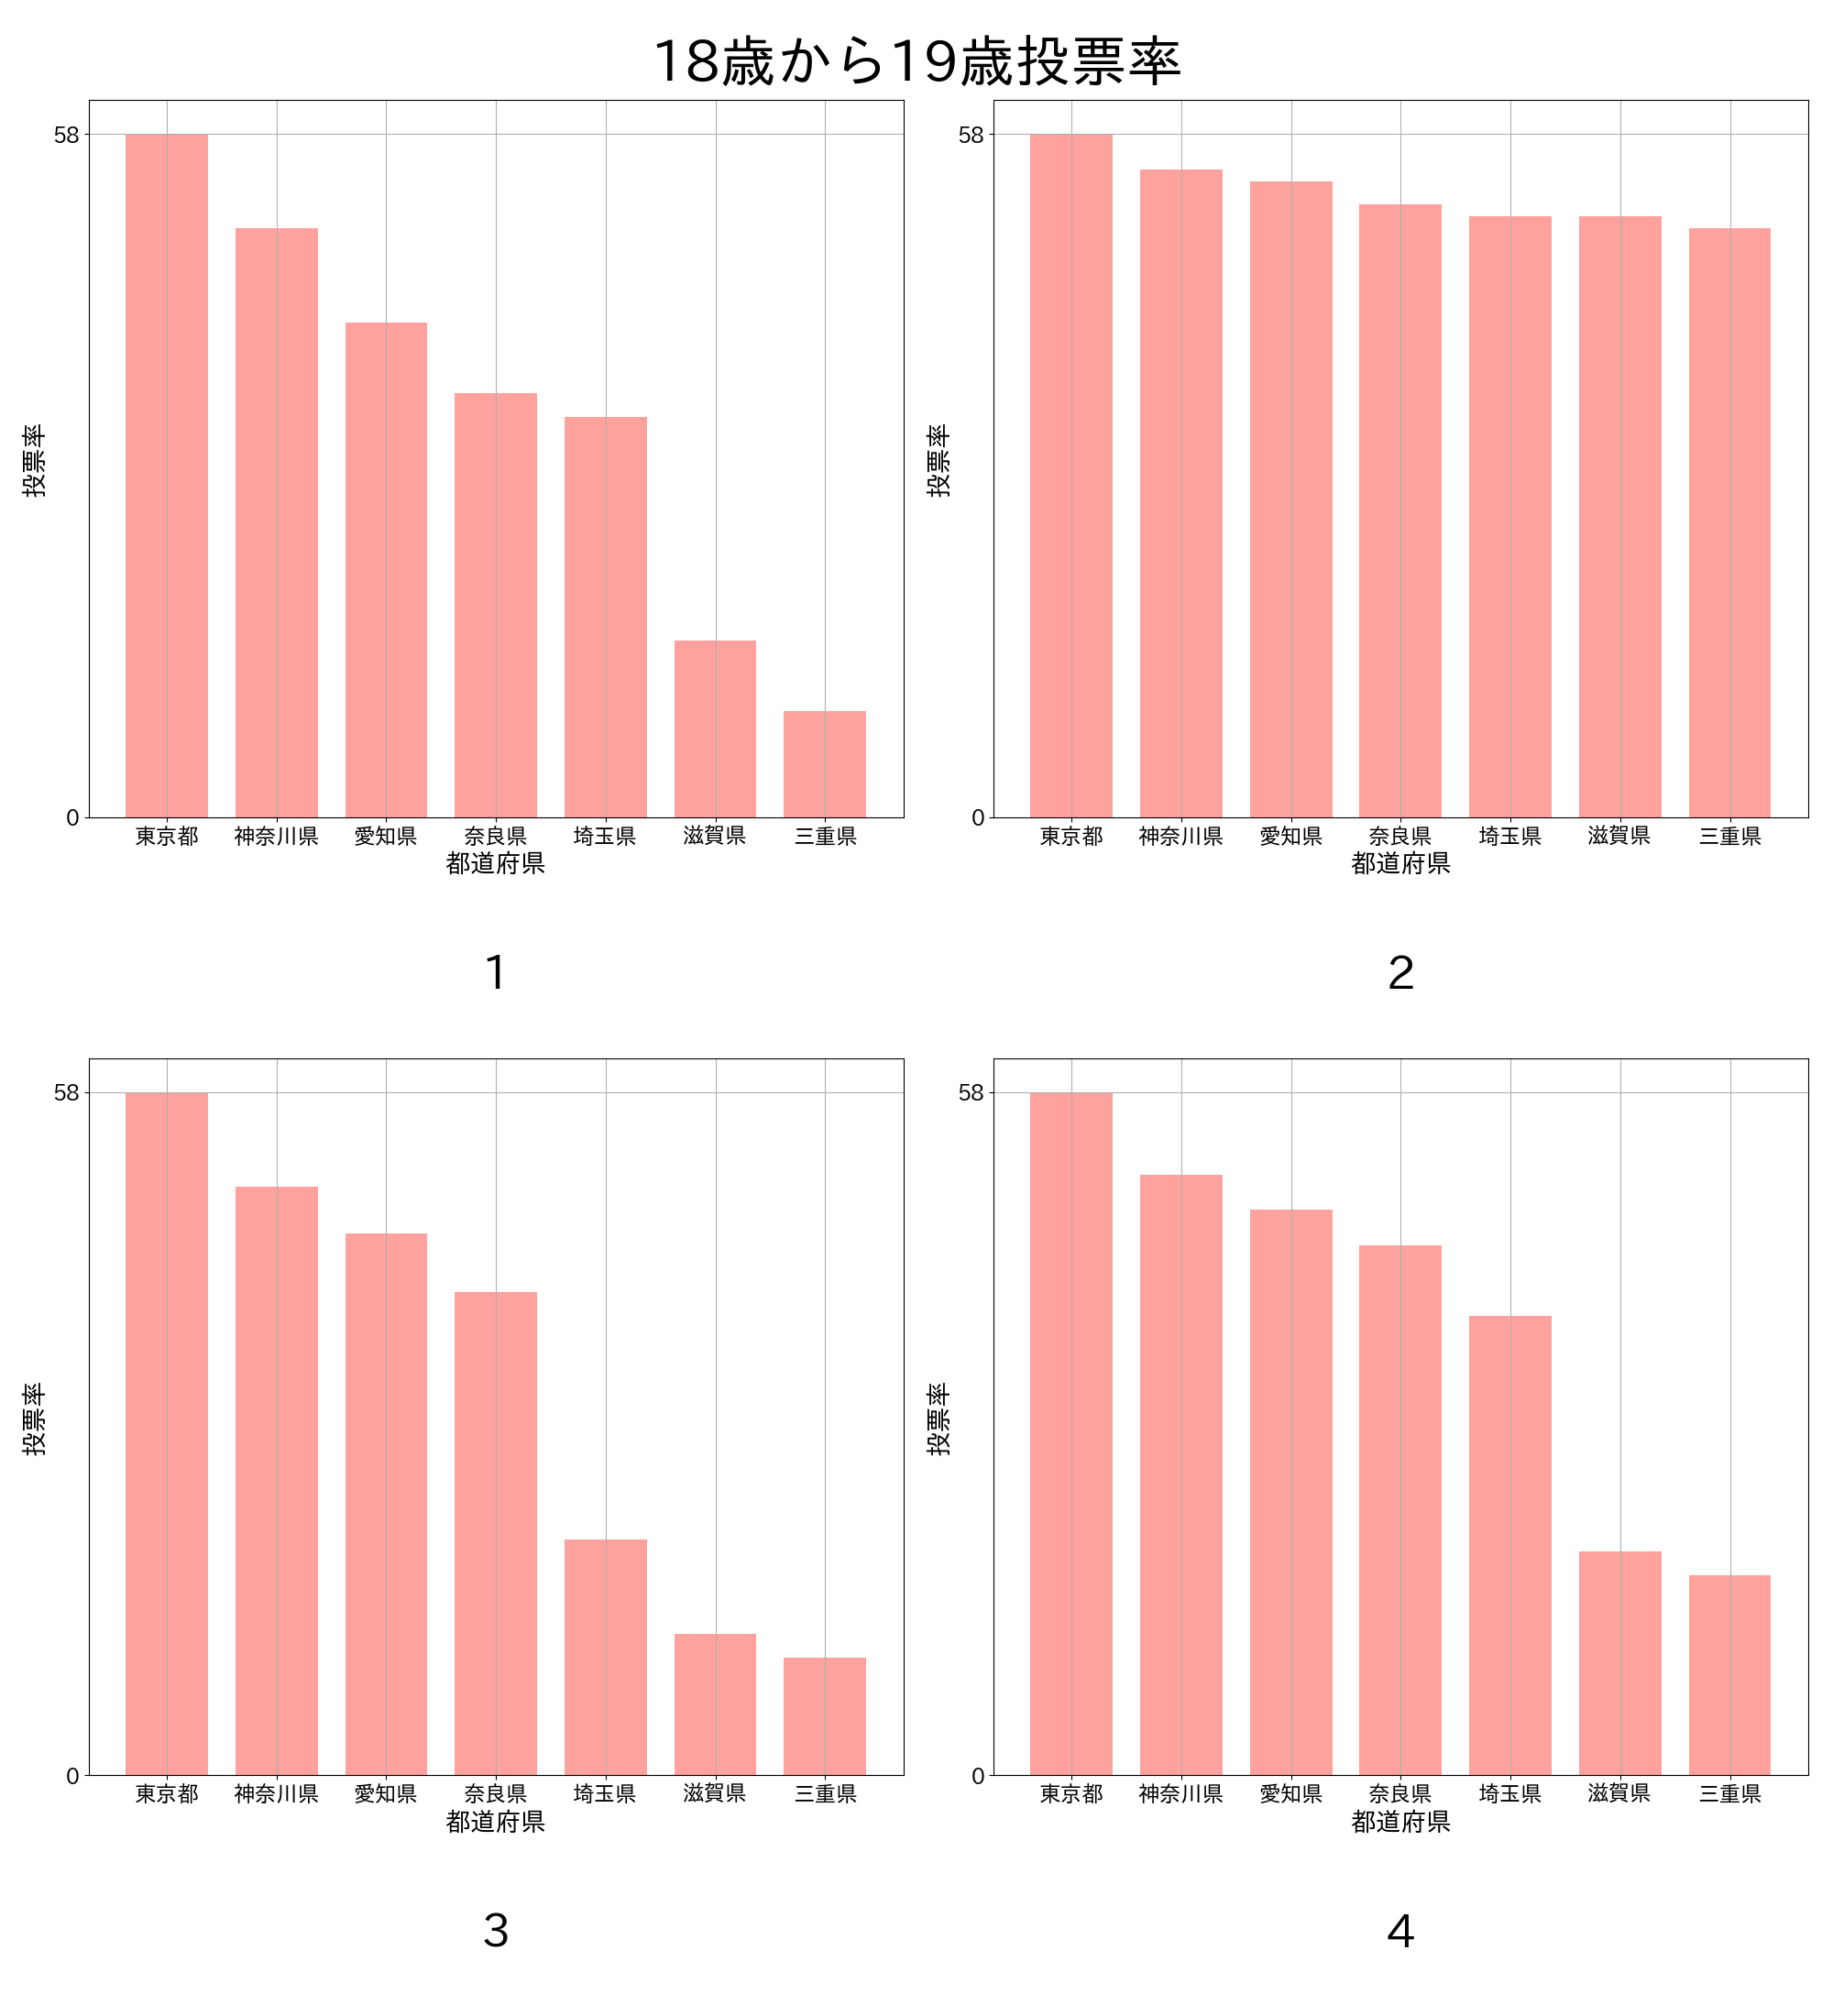 18歳から19歳投票率
58
0
投票率
東京都 神奈川県 愛知県 奈良県 埼玉県 滋賀県 三重県
都道府県
1
58
0
投票率
東京都 神奈川県 愛知県 奈良県 埼玉県 滋賀県 三重県
都道府県
2
58
0
投票率
東京都 神奈川県 愛知県 奈良県 埼玉県 滋賀県 三重県
都道府県
3
58
0
投票率
東京都 神奈川県 愛知県 奈良県 埼玉県 滋賀県 三重県
都道府県
4